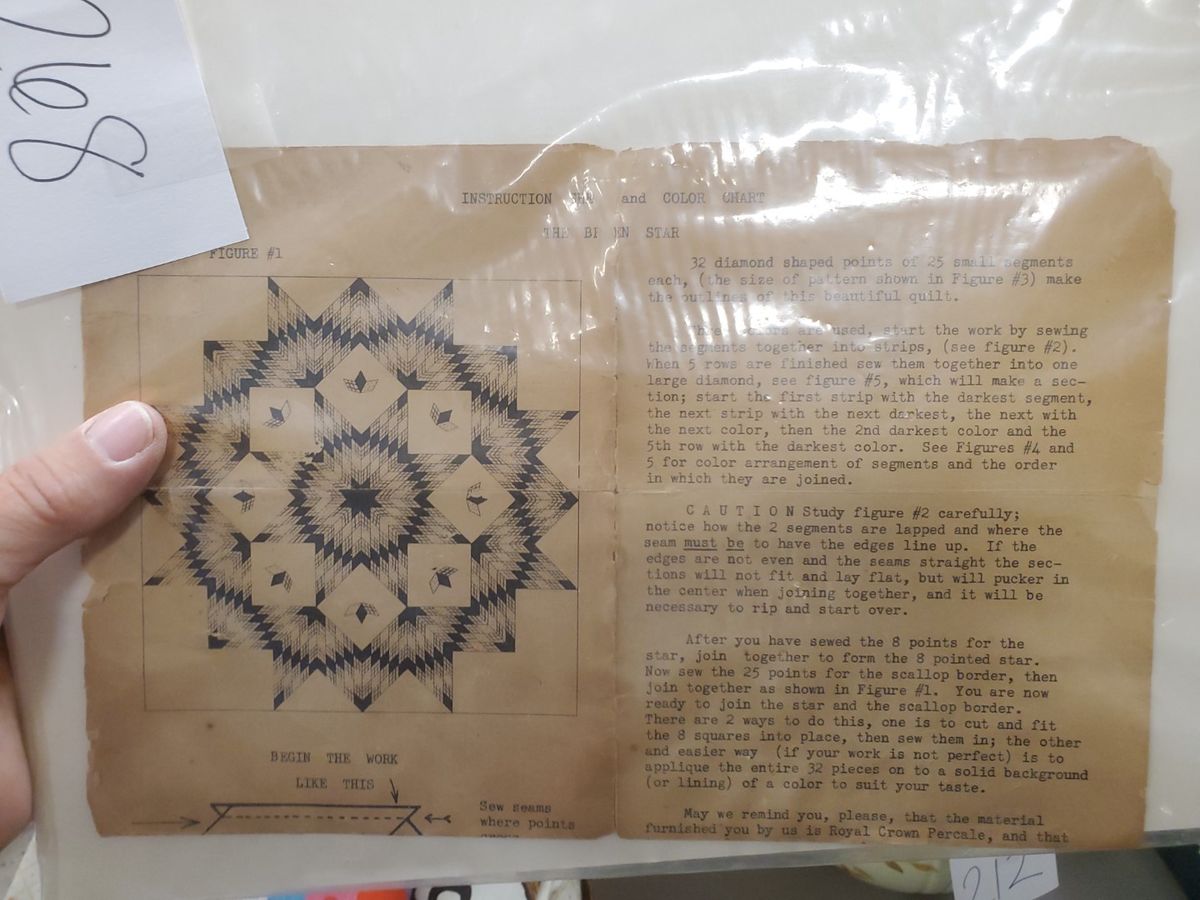 268
INSTRUCTION and COLOR CHART
THE STAR
FIGURE #1
32 diamond shaped points of 25 small segments
each, (the size of pattern shown in Figure #3) make
the outlines of this beautiful quilt.
Three colors are used, start the work by sewing
the segments together into strips, (see figure #2).
When 5 rows are finished sew them together into one
large diamond, see figure #5, which will make a sec-
tion; start the first strip with the darkest segment,
the next strip with the next darkest, the next with
the next color, then the 2nd darkest color and the
5th row with the darkest color. See Figures #4 and
5 for color arrangement of segments and the order
in which they are joined.
C A U T I O N Study figure #2 carefully;
notice how the 2 segments are lapped and where the
seam must be to have the edges line up. If the
edges are not even and the seams straight the sec-
tions will not fit and lay flat, but will pucker in
the center when joining together, and it will be
necessary to rip and start over.
After you have sewed the 8 points for the
star, join together to form the 8 pointed star.
Now sew the 25 points for the scallop border, then
join together as shown in Figure #1. You are now
ready to join the star and the scallop border.
There are 2 ways to do this, one is to cut and fit
the 8 squares into place, then sew them in; the other
and easier way (if your work is not perfect) is to
applique the entire 32 pieces on to a solid background
(or lining) of a color to suit your taste.
May we remind you, please, that the material
furnished you by us is Royal Crown Percale, and that
BEGIN THE WORK
LIKE THIS
Sew seams
where points
212